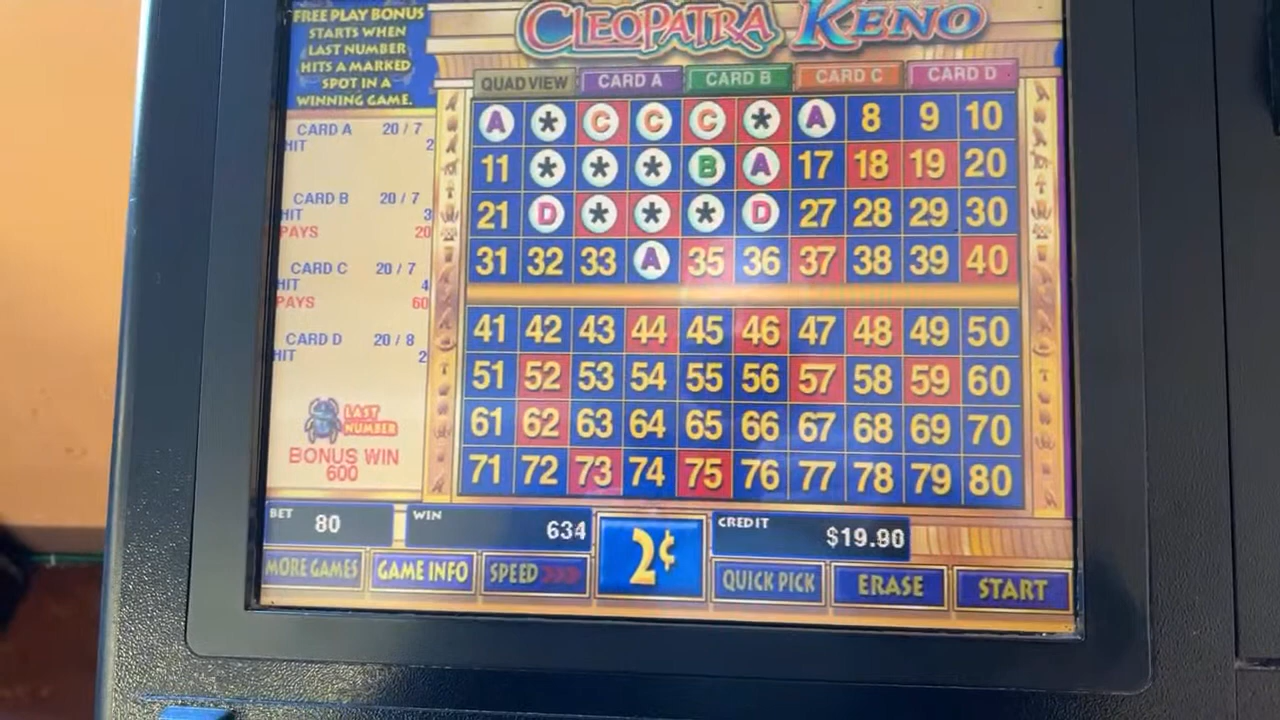 FREE PLAY BONUS
STARTS WHEN
LAST NUMBER
HITS A MARKED
SPOT IN A
WINNING GAME.
CLEOPATRA KENO
QUAD VIEW CARD A CARD B CARD C CARD D
CARD A 20 / 7
HIT 2
CARD B 20 / 7
HIT 3
PAYS 20
CARD C 20 / 7
HIT 4
PAYS 60
CARD D 20 / 8
HIT 2
LAST
NUMBER
BONUS WIN
600
A * C C C * A 8 9 10
11 * * * B A 17 18 19 20
21 D * * * D 27 28 29 30
31 32 33 A 35 36 37 38 39 40
41 42 43 44 45 46 47 48 49 50
51 52 53 54 55 56 57 58 59 60
61 62 63 64 65 66 67 68 69 70
71 72 73 74 75 76 77 78 79 80
BET 80 WIN 634 2¢ CREDIT $19.90
MORE GAMES GAME INFO SPEED >>> QUICK PICK ERASE START